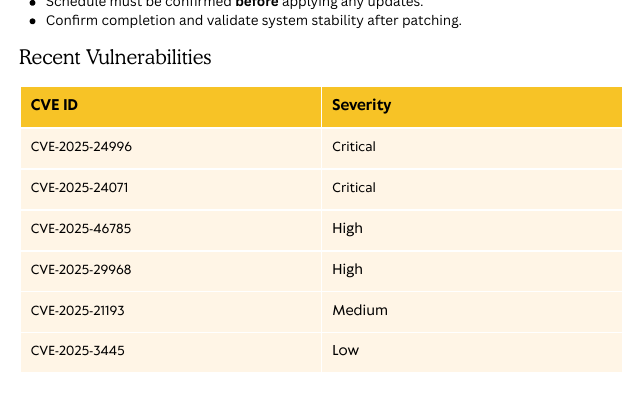 ● Schedule must be confirmed before applying any updates.
● Confirm completion and validate system stability after patching.
Recent Vulnerabilities
CVE ID Severity
CVE-2025-24996 Critical
CVE-2025-24071 Critical
CVE-2025-46785 High
CVE-2025-29968 High
CVE-2025-21193 Medium
CVE-2025-3445 Low